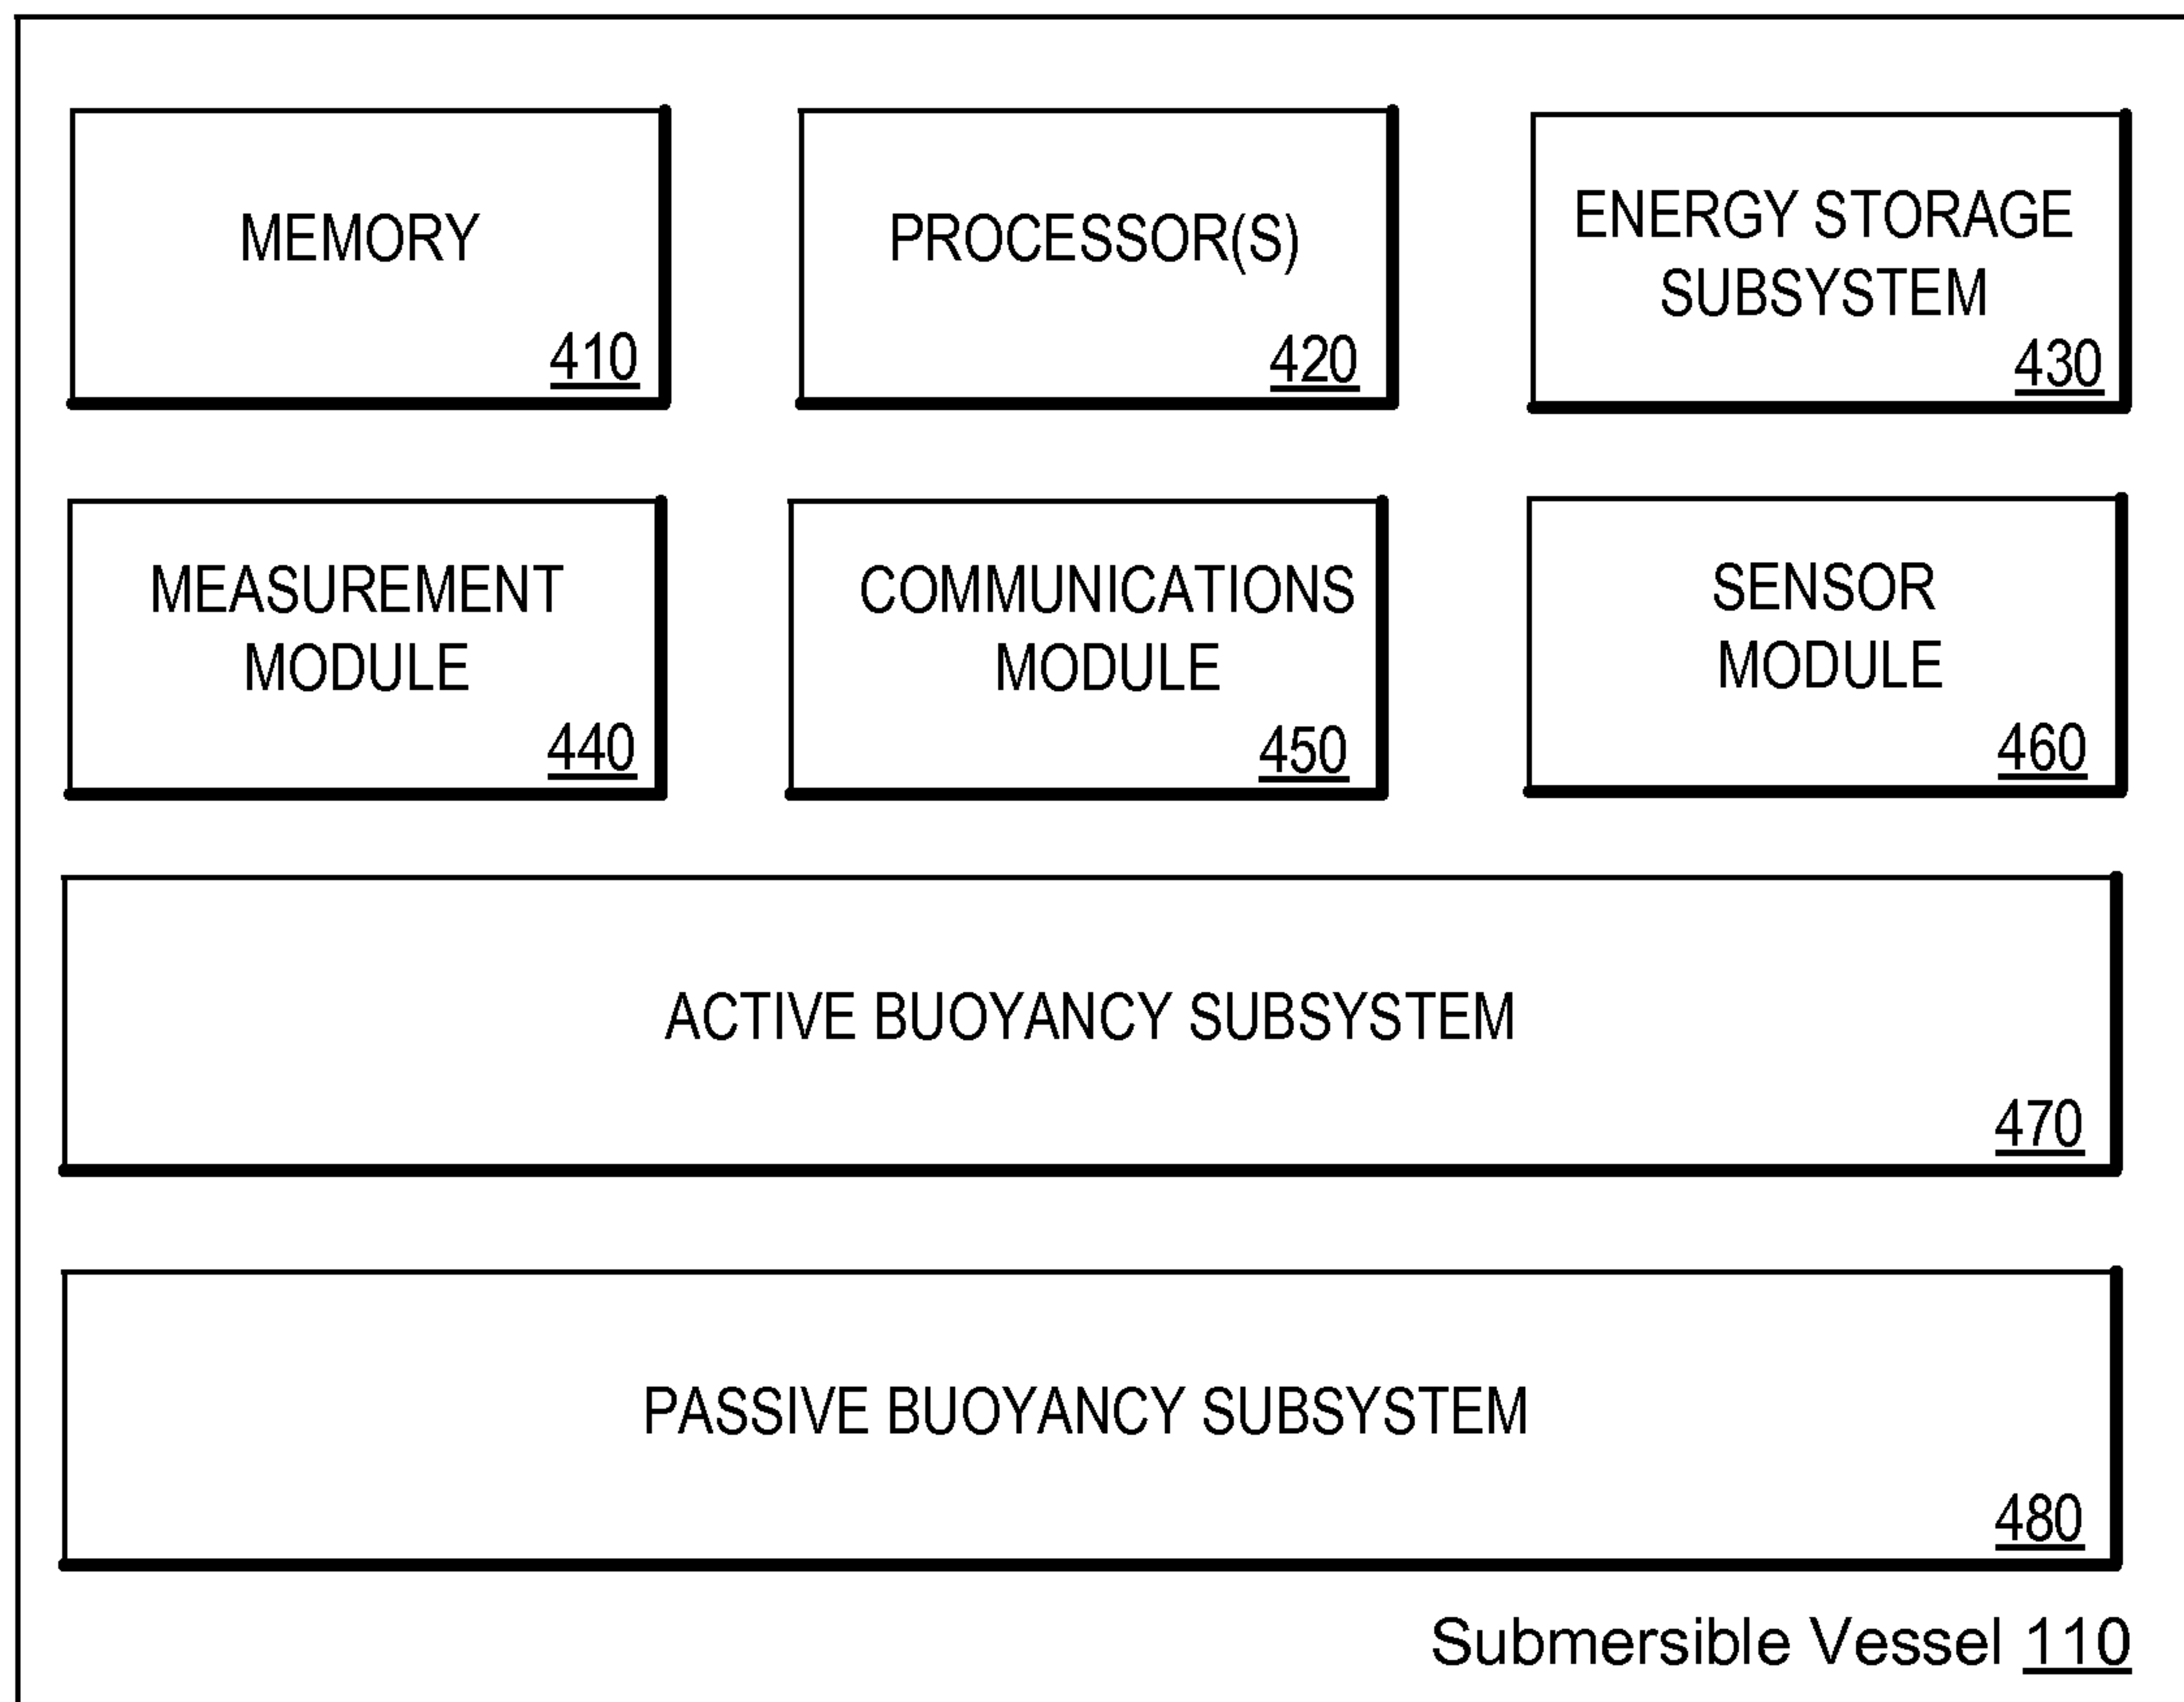 MEMORY
410
PROCESSOR(S)
420
ENERGY STORAGE
SUBSYSTEM
430
MEASUREMENT
MODULE
440
COMMUNICATIONS
MODULE
450
SENSOR
MODULE
460
ACTIVE BUOYANCY SUBSYSTEM
470
PASSIVE BUOYANCY SUBSYSTEM
480
Submersible Vessel 110